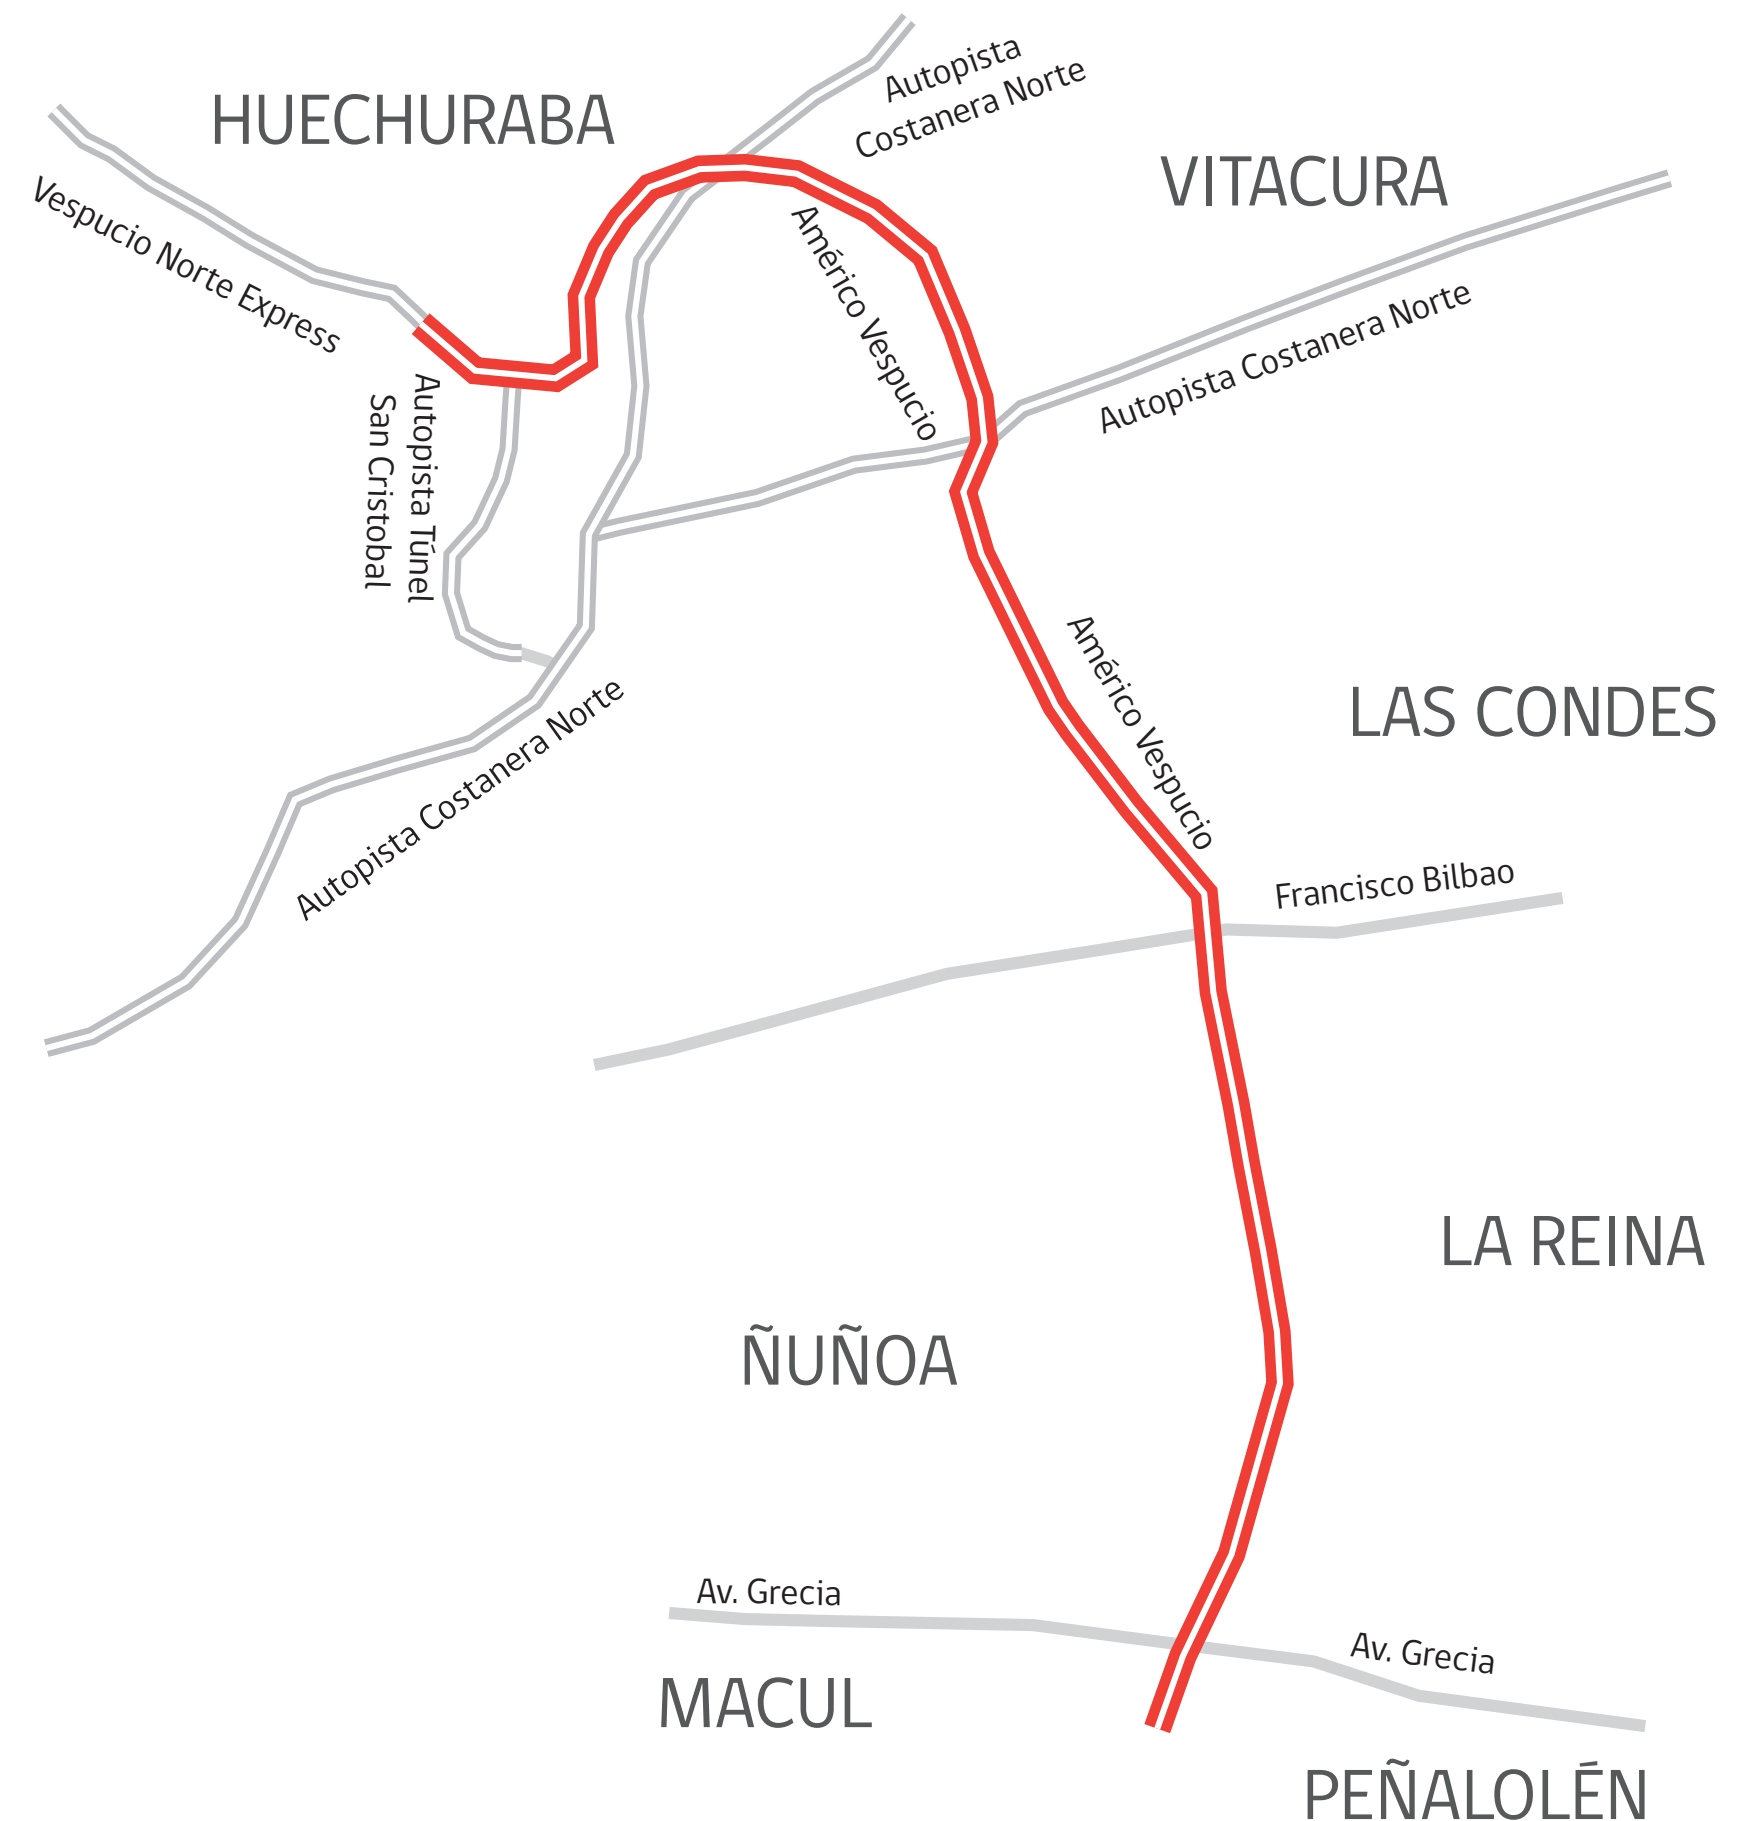 Autopista
Costanera Norte
HUECHURABA
VITACURA
Vespucio Norte Express
Américo Vespucio
Autopista Costanera Norte
Autopista Túnel
San Cristobal
Américo Vespucio
LAS CONDES
Autopista Costanera Norte
Francisco Bilbao
LA REINA
ÑUÑOA
Av. Grecia
Av. Grecia
MACUL
PEÑALOLÉN